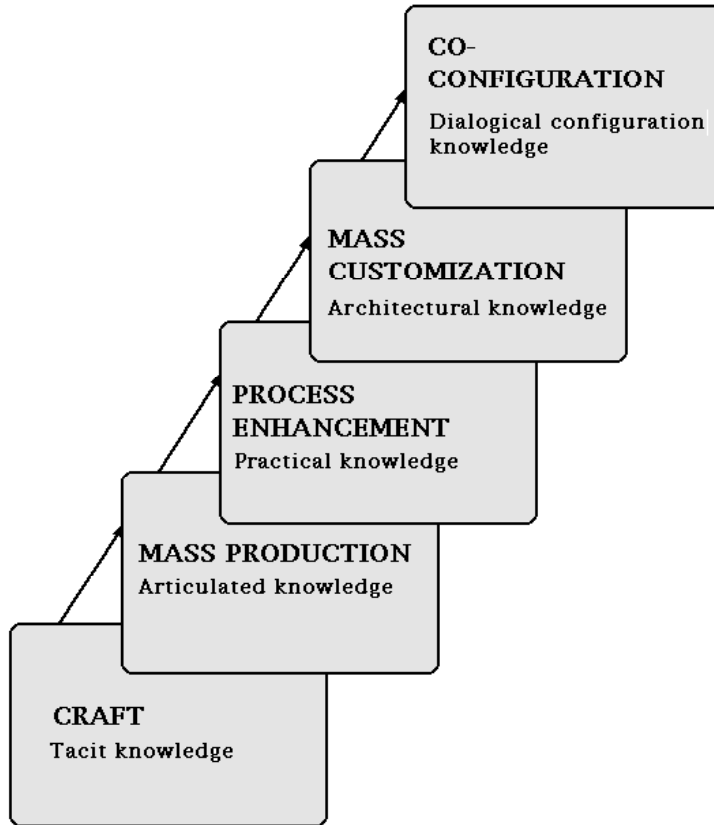 CO-
CONFIGURATION
Dialogical configuration
knowledge
MASS
CUSTOMIZATION
Architectural knowledge
PROCESS
ENHANCEMENT
Practical knowledge
MASS PRODUCTION
Articulated knowledge
CRAFT
Tacit knowledge